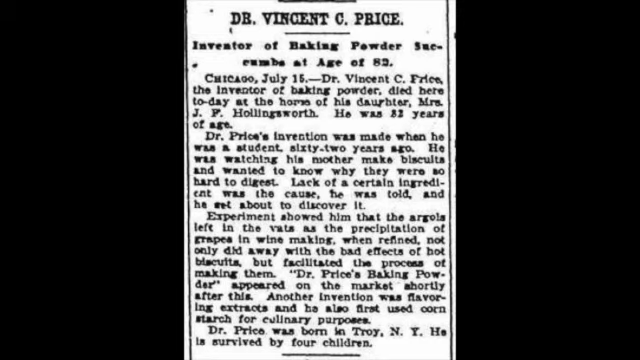 DR. VINCENT C. PRICE.
Inventor of Baking Powder Suc-
cumbs at Age of 82.
CHICAGO, July 15.—Dr. Vincent C. Price,
the inventor of baking powder, died here
to-day at the home of his daughter, Mrs.
J. F. Hollingsworth. He was 82 years
of age.
Dr. Price's invention was made when he
was a student, sixty-two years ago. He
was watching his mother make biscuits
and wanted to know why they were so
hard to digest. Lack of a certain ingredi-
ent was the cause, he was told, and
he set about to discover it.
Experiment showed him that the argols
left in the vats as the precipitation of
grapes in wine making, when refined, not
only did away with the bad effects of hot
biscuits, but facilitated the process of
making them. "Dr. Price's Baking Pow-
der" appeared on the market shortly
after this. Another invention was flavor-
ing extracts and he also first used corn
starch for culinary purposes.
Dr. Price was born in Troy, N. Y. He
is survived by four children.